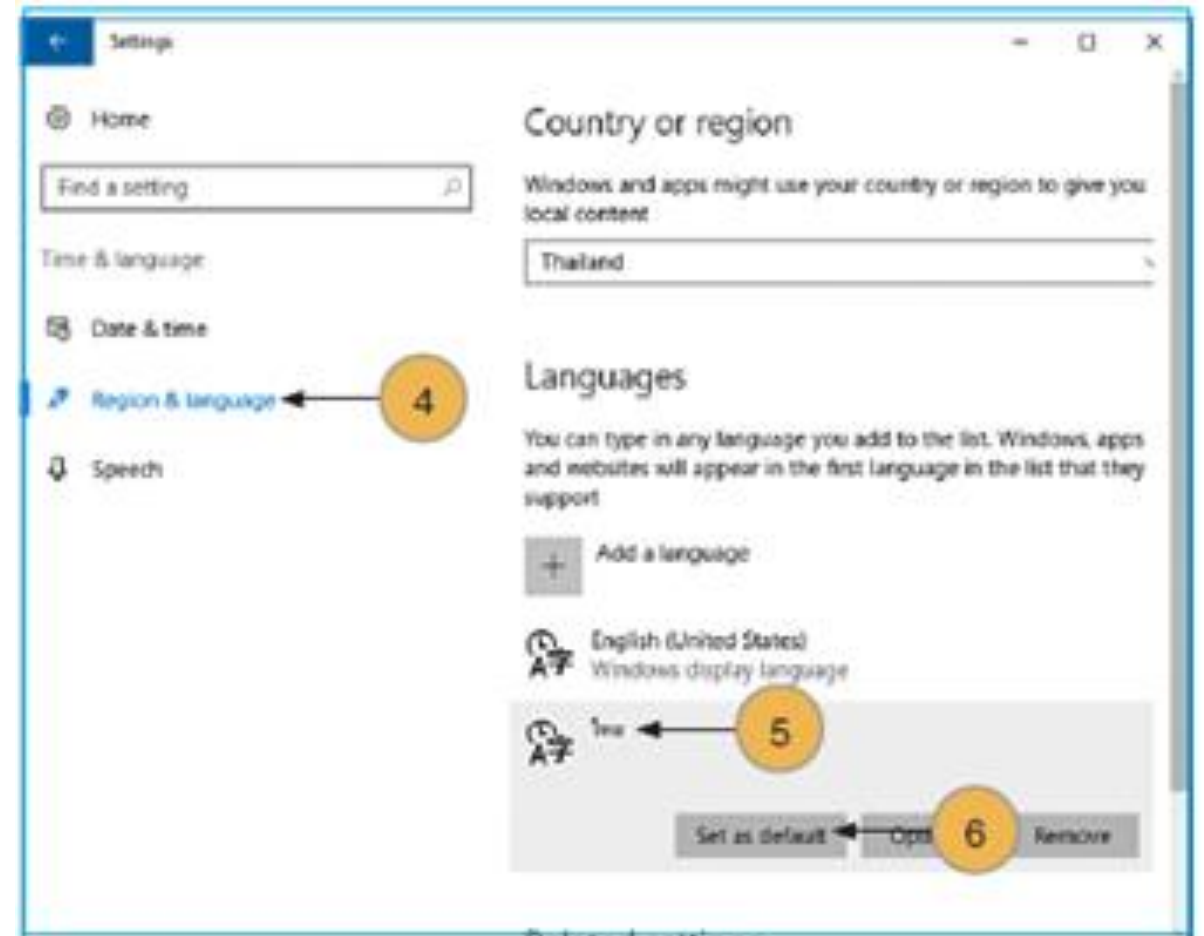 Settings
Home
Find a setting
Time & language
Date & time
Region & language
4
Speech
Country or region
Windows and apps might use your country or region to give you
local content
Thailand
Languages
You can type in any language you add to the list. Windows, apps
and websites will appear in the first language in the list that they
support
Add a language
English (United States)
Windows display language
ไทย
5
Set as default
6
Remove